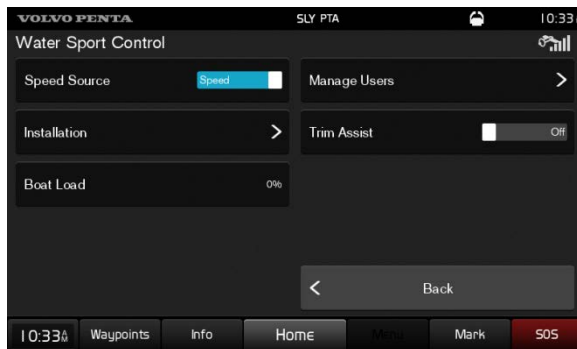 VOLVO PENTA SLY PTA 10:33
Water Sport Control
Speed Source Speed Manage Users
Installation Trim Assist Off
Boat Load 0%
Back
10:33 Waypoints Info Home Menu Mark SOS